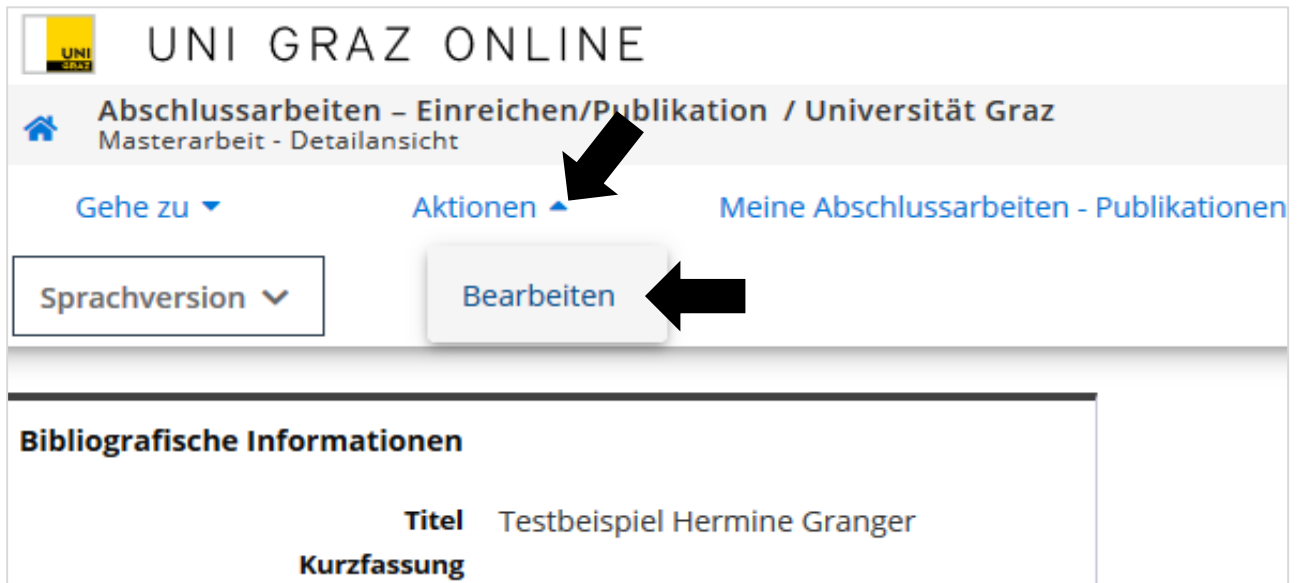 UNI GRAZ
UNI GRAZ ONLINE
Abschlussarbeiten – Einreichen/Publikation / Universität Graz
Masterarbeit - Detailansicht
Gehe zu Aktionen Meine Abschlussarbeiten - Publikationen
Sprachversion Bearbeiten
Bibliografische Informationen
Titel Testbeispiel Hermine Granger
Kurzfassung